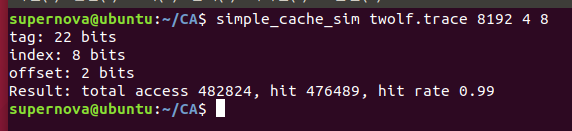 supernova@ubuntu:~/CA$ simple_cache_sim twolf.trace 8192 4 8
tag: 22 bits
index: 8 bits
offset: 2 bits
Result: total access 482824, hit 476489, hit rate 0.99
supernova@ubuntu:~/CA$